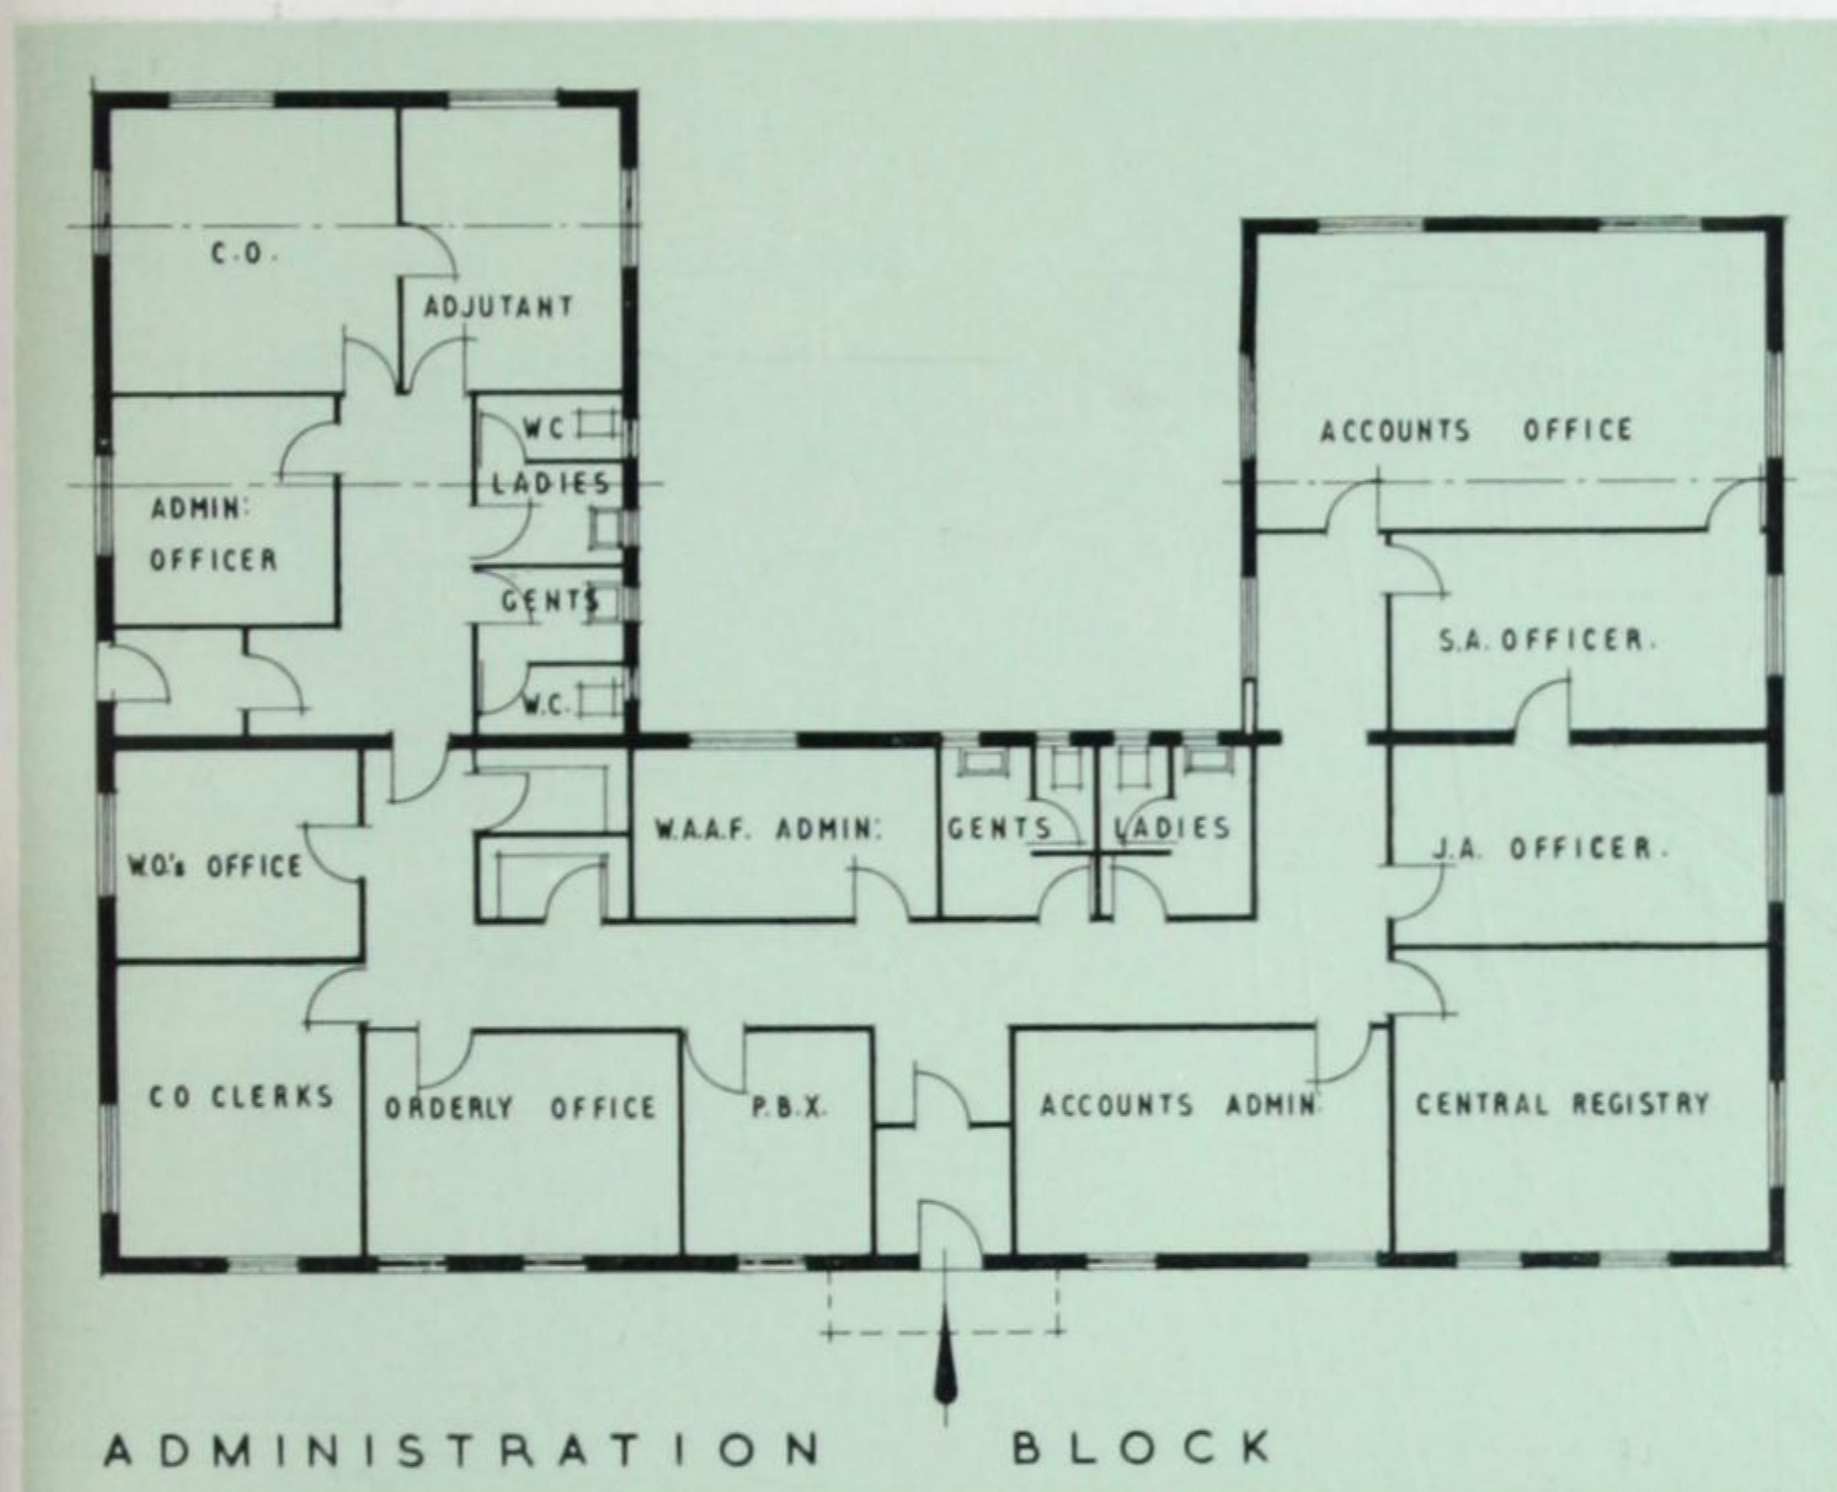 C.O.
ADJUTANT
WC
LADIES
ADMIN:
OFFICER
GENTS
W.C.
ACCOUNTS OFFICE
S.A. OFFICER.
W.O.'s OFFICE
W.A.A.F. ADMIN:
GENTS
LADIES
J.A. OFFICER.
CO CLERKS
ORDERLY OFFICE
P.B.X.
ACCOUNTS ADMIN:
CENTRAL REGISTRY
ADMINISTRATION BLOCK